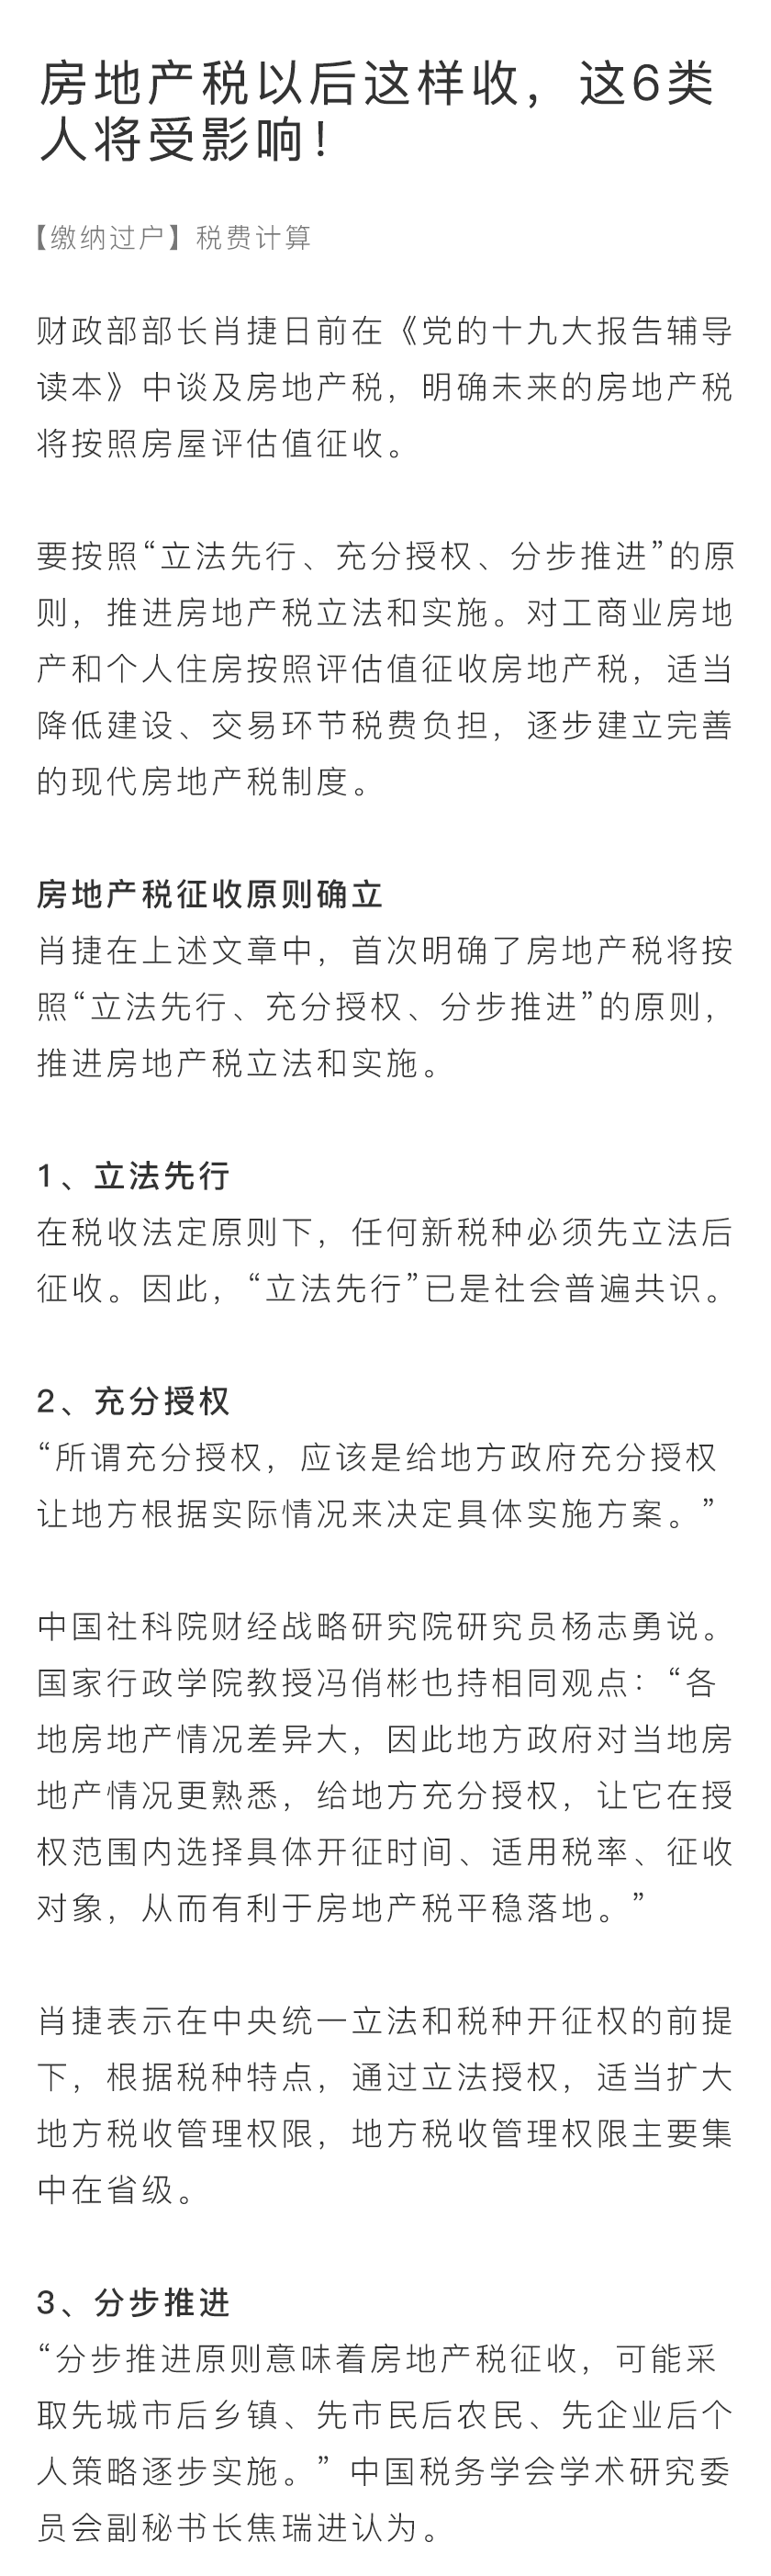 房地产税以后这样收，这6类
人将受影响！
【缴纳过户】税费计算
财政部部长肖捷日前在《党的十九大报告辅导
读本》中谈及房地产税，明确未来的房地产税
将按照房屋评估值征收。
要按照“立法先行、充分授权、分步推进”的原
则，推进房地产税立法和实施。对工商业房地
产和个人住房按照评估值征收房地产税，适当
降低建设、交易环节税费负担，逐步建立完善
的现代房地产税制度。
房地产税征收原则确立
肖捷在上述文章中，首次明确了房地产税将按
照“立法先行、充分授权、分步推进”的原则，
推进房地产税立法和实施。
1、立法先行
在税收法定原则下，任何新税种必须先立法后
征收。因此，“立法先行”已是社会普遍共识。
2、充分授权
“所谓充分授权，应该是给地方政府充分授权
让地方根据实际情况来决定具体实施方案。”
中国社科院财经战略研究院研究员杨志勇说。
国家行政学院教授冯俏彬也持相同观点：“各
地房地产情况差异大，因此地方政府对当地房
地产情况更熟悉，给地方充分授权，让它在授
权范围内选择具体开征时间、适用税率、征收
对象，从而有利于房地产税平稳落地。”
肖捷表示在中央统一立法和税种开征权的前提
下，根据税种特点，通过立法授权，适当扩大
地方税收管理权限，地方税收管理权限主要集
中在省级。
3、分步推进
“分步推进原则意味着房地产税征收，可能采
取先城市后乡镇、先市民后农民、先企业后个
人策略逐步实施。” 中国税务学会学术研究委
员会副秘书长焦瑞进认为。